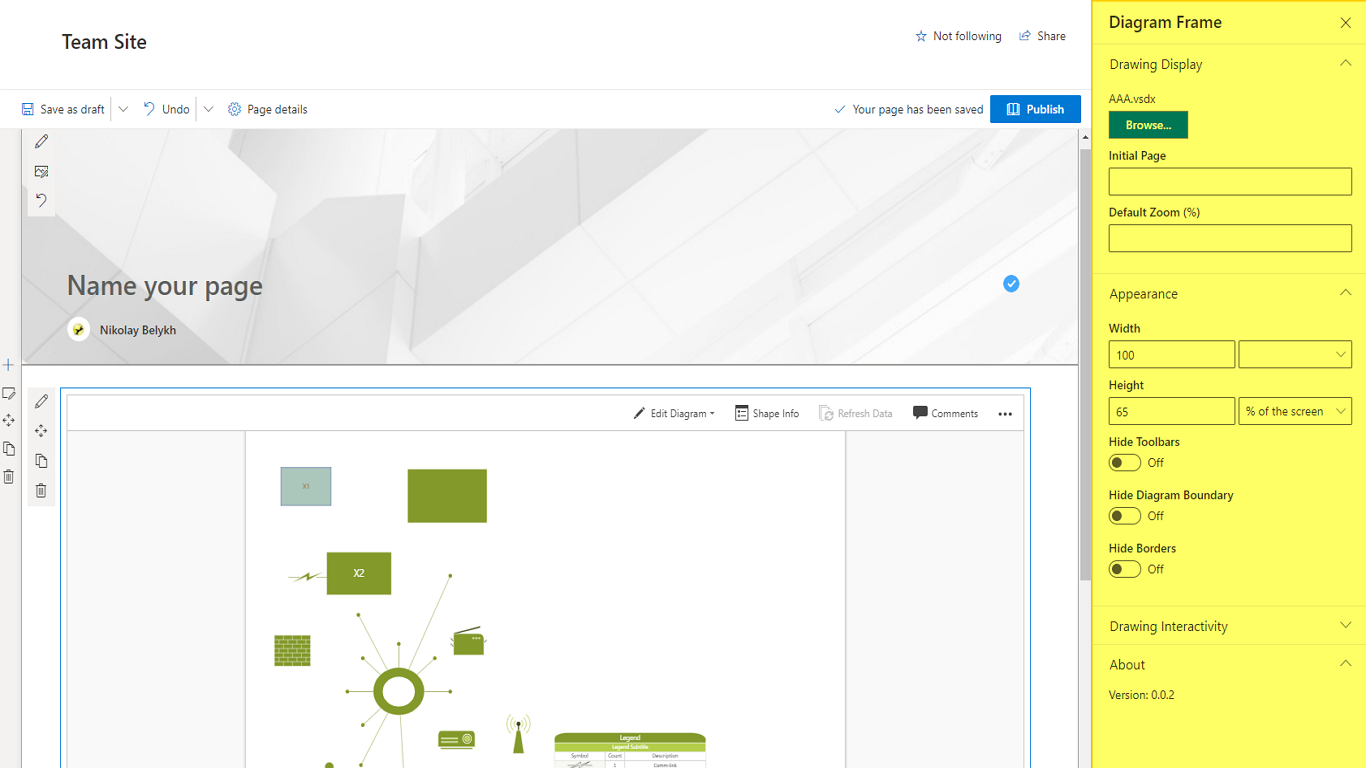 Team Site
Not following
Share
Save as draft
Undo
Page details
Your page has been saved
Publish
Name your page
Nikolay Belykh
Edit Diagram
Shape Info
Refresh Data
Comments
X1
X2
Legend
Legend Subtitle
Symbol Count Description
1 Comm-link
Diagram Frame
Drawing Display
AAA.vsdx
Browse...
Initial Page
Default Zoom (%)
Appearance
Width
100
Height
65 % of the screen
Hide Toolbars
Off
Hide Diagram Boundary
Off
Hide Borders
Off
Drawing Interactivity
About
Version: 0.0.2